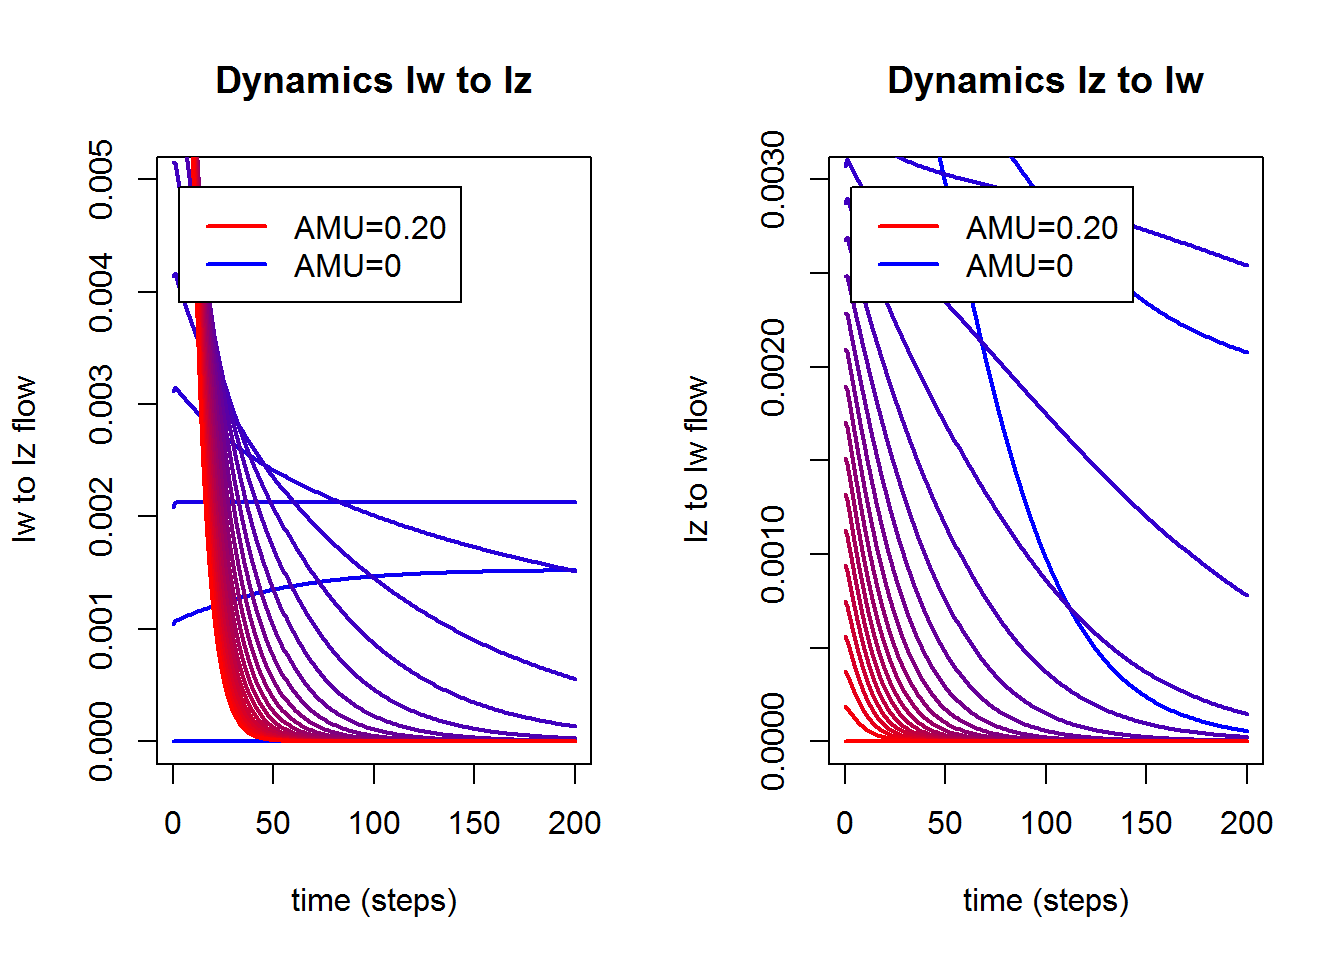 Dynamics Iw to Iz
Iw to Iz flow
0.005
0.004
0.003
0.002
0.001
0.000
AMU=0.20
AMU=0
0 50 100 150 200
time (steps)
Dynamics Iz to Iw
Iz to Iw flow
0.0030
0.0020
0.0010
0.0000
AMU=0.20
AMU=0
0 50 100 150 200
time (steps)